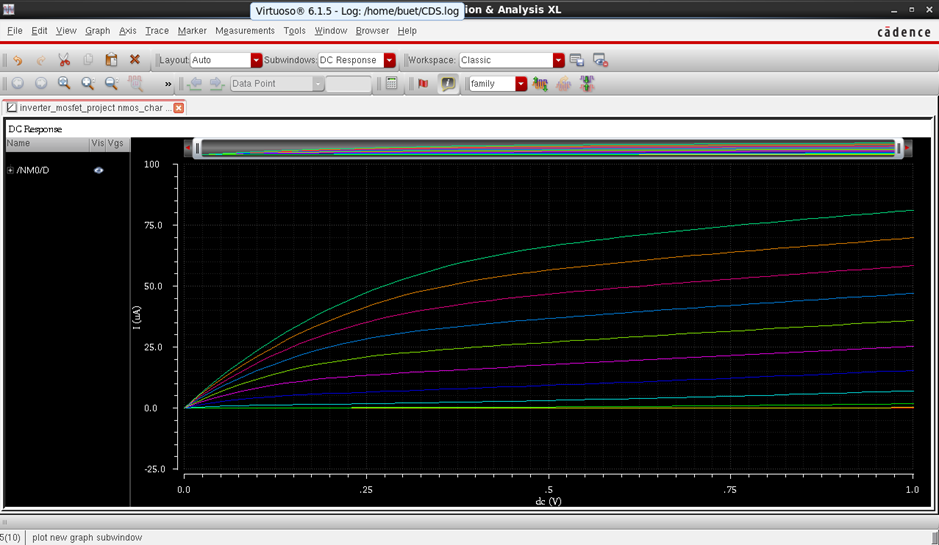 Virtuoso® 6.1.5 - Log: /home/buet/CDS.log
on & Analysis XL
File Edit View Graph Axis Trace Marker Measurements Tools Window Browser Help
cādence
Layout: Auto Subwindows: DC Response Workspace: Classic
» Data Point family
inverter_mosfet_project nmos_char ...
DC Response
Name Vis Vgs
/NM0/D
100
75.0
50.0
25.0
0.0
-25.0
I (uA)
0.0 .25 .5 .75 1.0
dc (V)
5(10) plot new graph subwindow